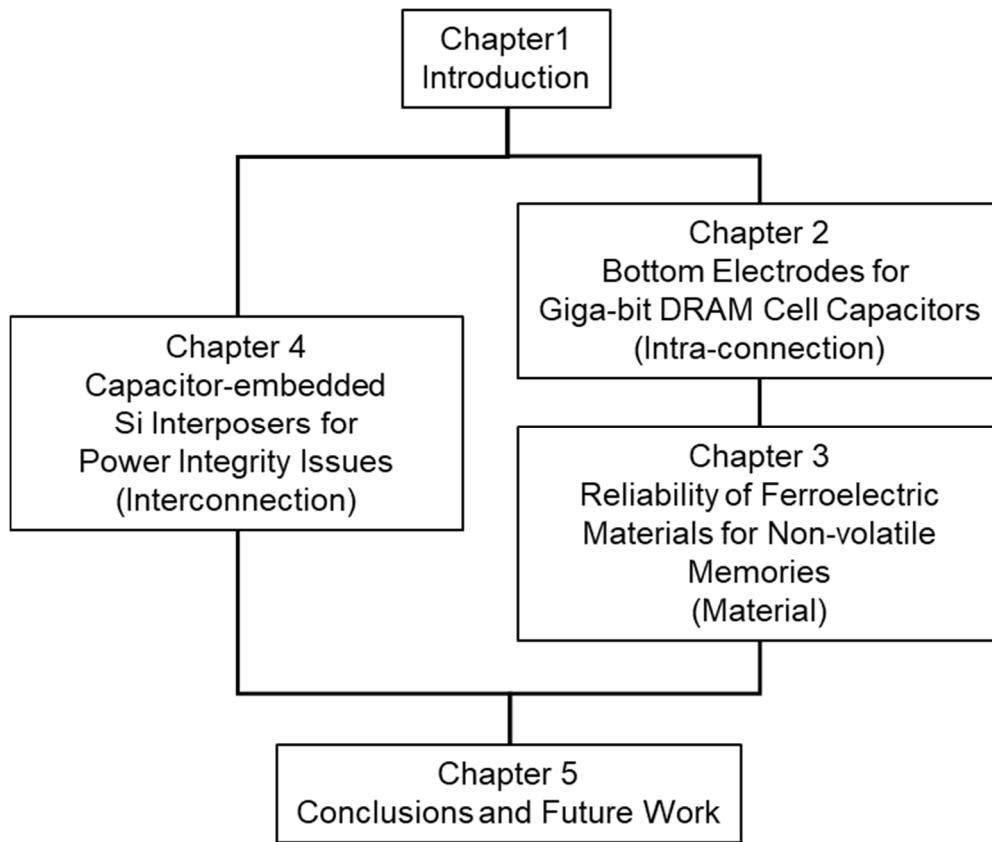 Chapter1
Introduction
Chapter 2
Bottom Electrodes for
Giga-bit DRAM Cell Capacitors
(Intra-connection)
Chapter 4
Capacitor-embedded
Si Interposers for
Power Integrity Issues
(Interconnection)
Chapter 3
Reliability of Ferroelectric
Materials for Non-volatile
Memories
(Material)
Chapter 5
Conclusions and Future Work